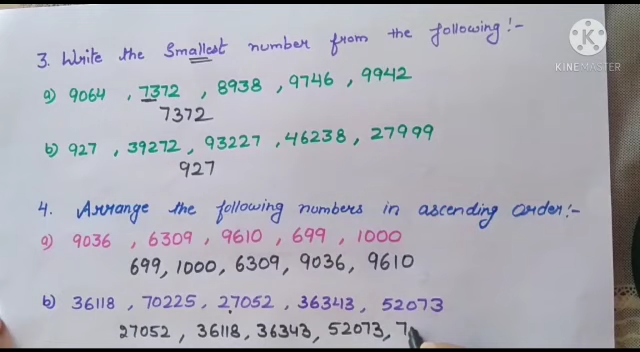 3. Write the Smallest number from the following:-
KINEMASTER
a) 9064 , 7372 , 8938 , 9746 , 9942
7372
b) 927 , 39272 , 93227 , 46238 , 27999
927
4. Arrange the following numbers in ascending order:-
a) 9036 , 6309 , 9610 , 699 , 1000
699, 1000, 6309, 9036, 9610
b) 36118 , 70225 , 27052 , 36343 , 52073
27052 , 36118 , 36343 , 52073 , 7